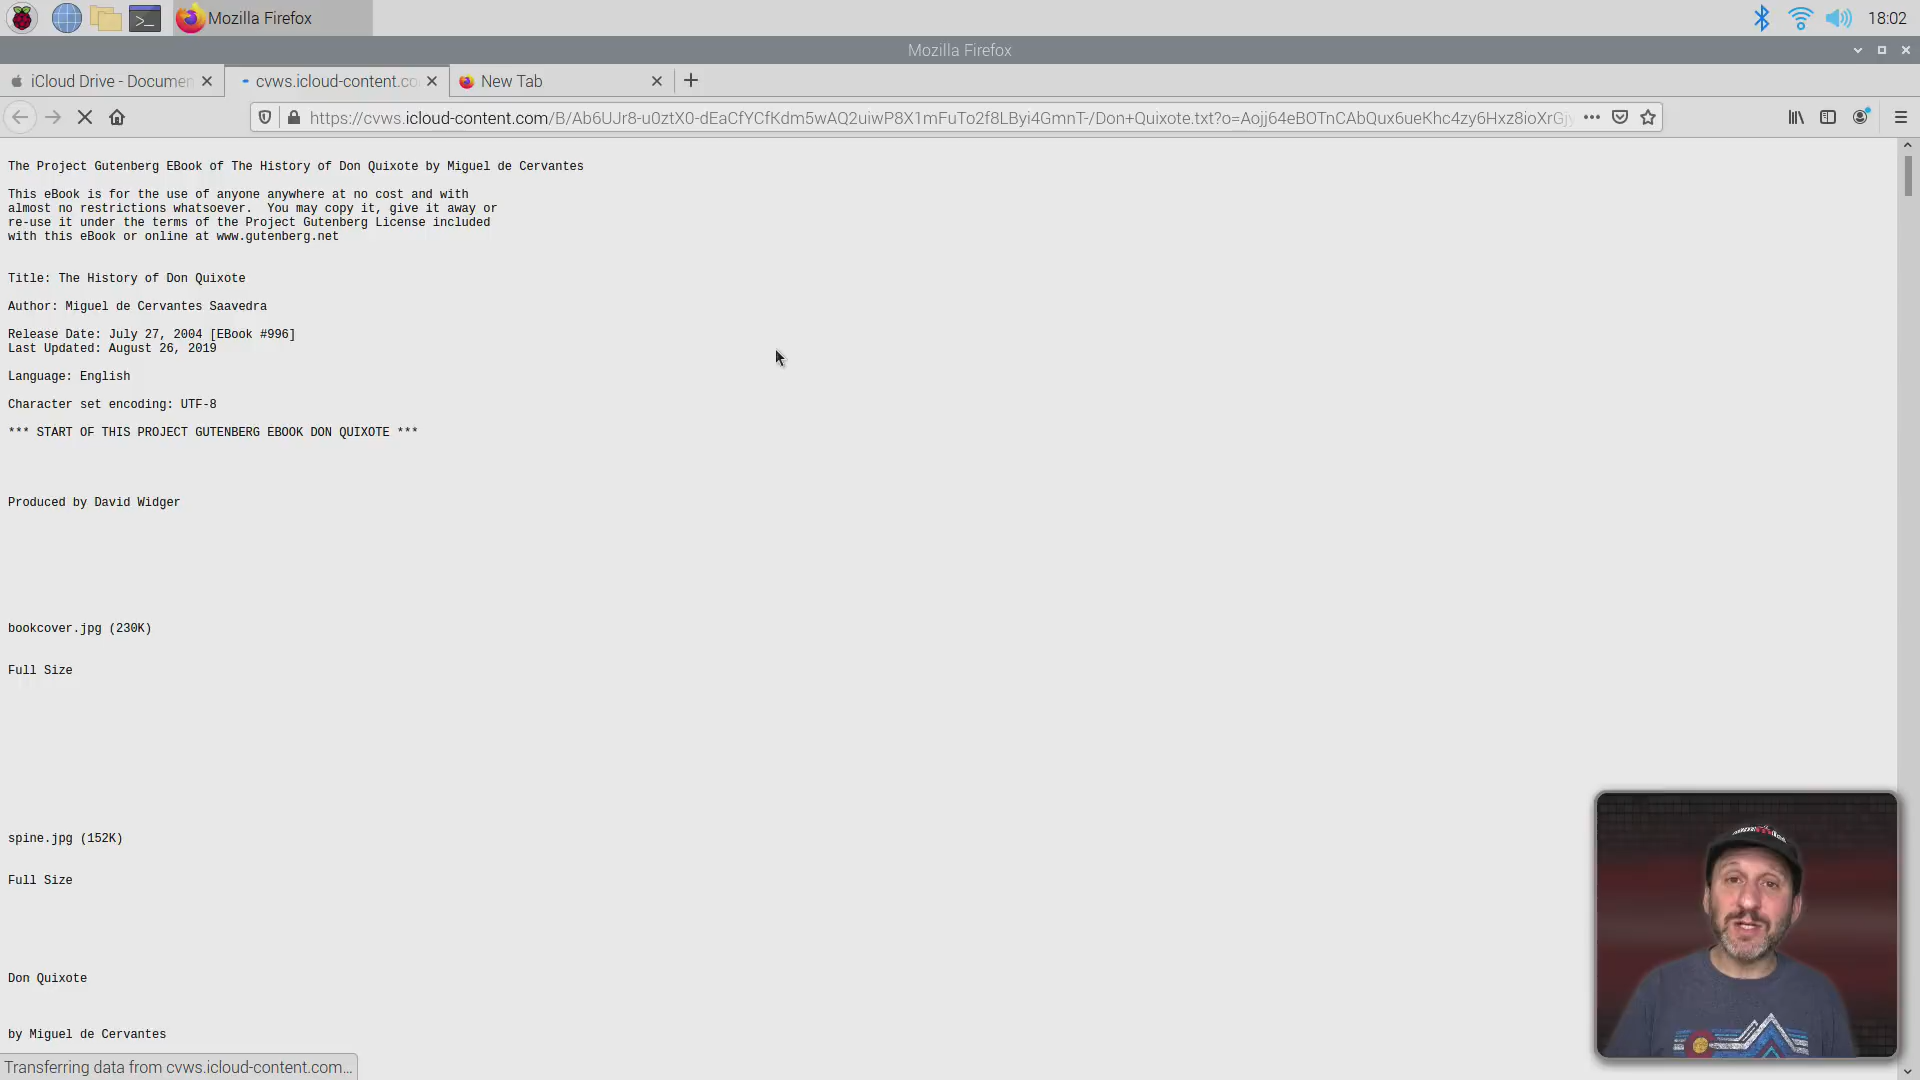 Mozilla Firefox
18:02
Mozilla Firefox
iCloud Drive - Documen
cvws.icloud-content.co
New Tab
https://cvws.icloud-content.com/B/Ab6UJr8-u0ztX0-dEaCfYCfKdm5wAQ2uiwP8X1mFuTo2f8LByi4GmnT-/Don+Quixote.txt?o=Aojj64eBOTnCAbQux6ueKhc4zy6Hxz8ioXrGjy
The Project Gutenberg EBook of The History of Don Quixote by Miguel de Cervantes
This eBook is for the use of anyone anywhere at no cost and with
almost no restrictions whatsoever.  You may copy it, give it away or
re-use it under the terms of the Project Gutenberg License included
with this eBook or online at www.gutenberg.net
Title: The History of Don Quixote
Author: Miguel de Cervantes Saavedra
Release Date: July 27, 2004 [EBook #996]
Last Updated: August 26, 2019
Language: English
Character set encoding: UTF-8
*** START OF THIS PROJECT GUTENBERG EBOOK DON QUIXOTE ***
Produced by David Widger
bookcover.jpg (230K)
Full Size
spine.jpg (152K)
Full Size
Don Quixote
by Miguel de Cervantes
Transferring data from cvws.icloud-content.com...